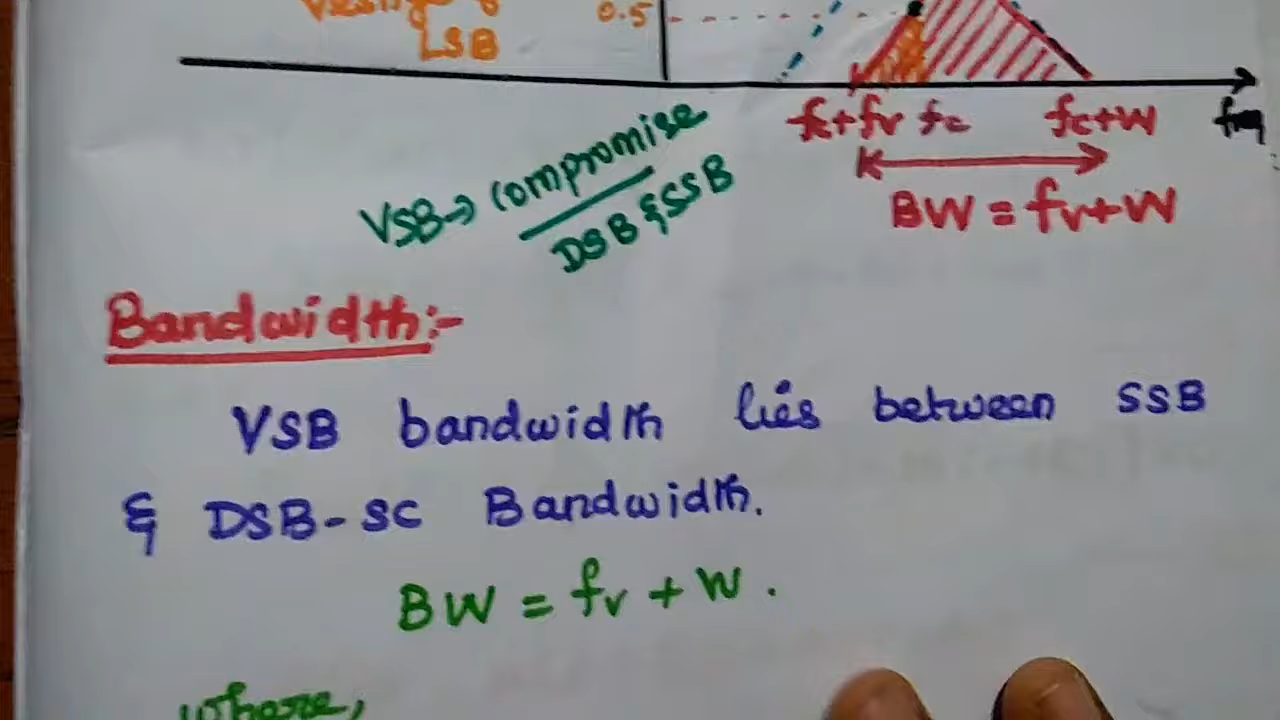 LSB
0.5
fc+fv fc fc+w
BW = fv+W
VSB→ compromise
DSB & SSB
Bandwidth:-
VSB bandwidth lies between SSB
& DSB-SC Bandwidth.
BW = fv + W.
where,